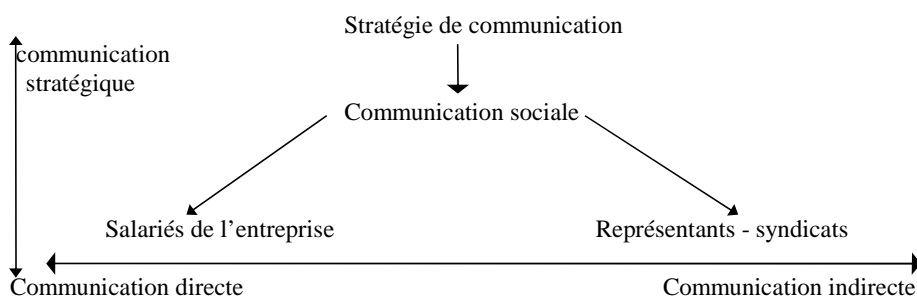 Stratégie de communication
communication
stratégique
Communication sociale
Salariés de l'entreprise
Représentants - syndicats
Communication directe
Communication indirecte